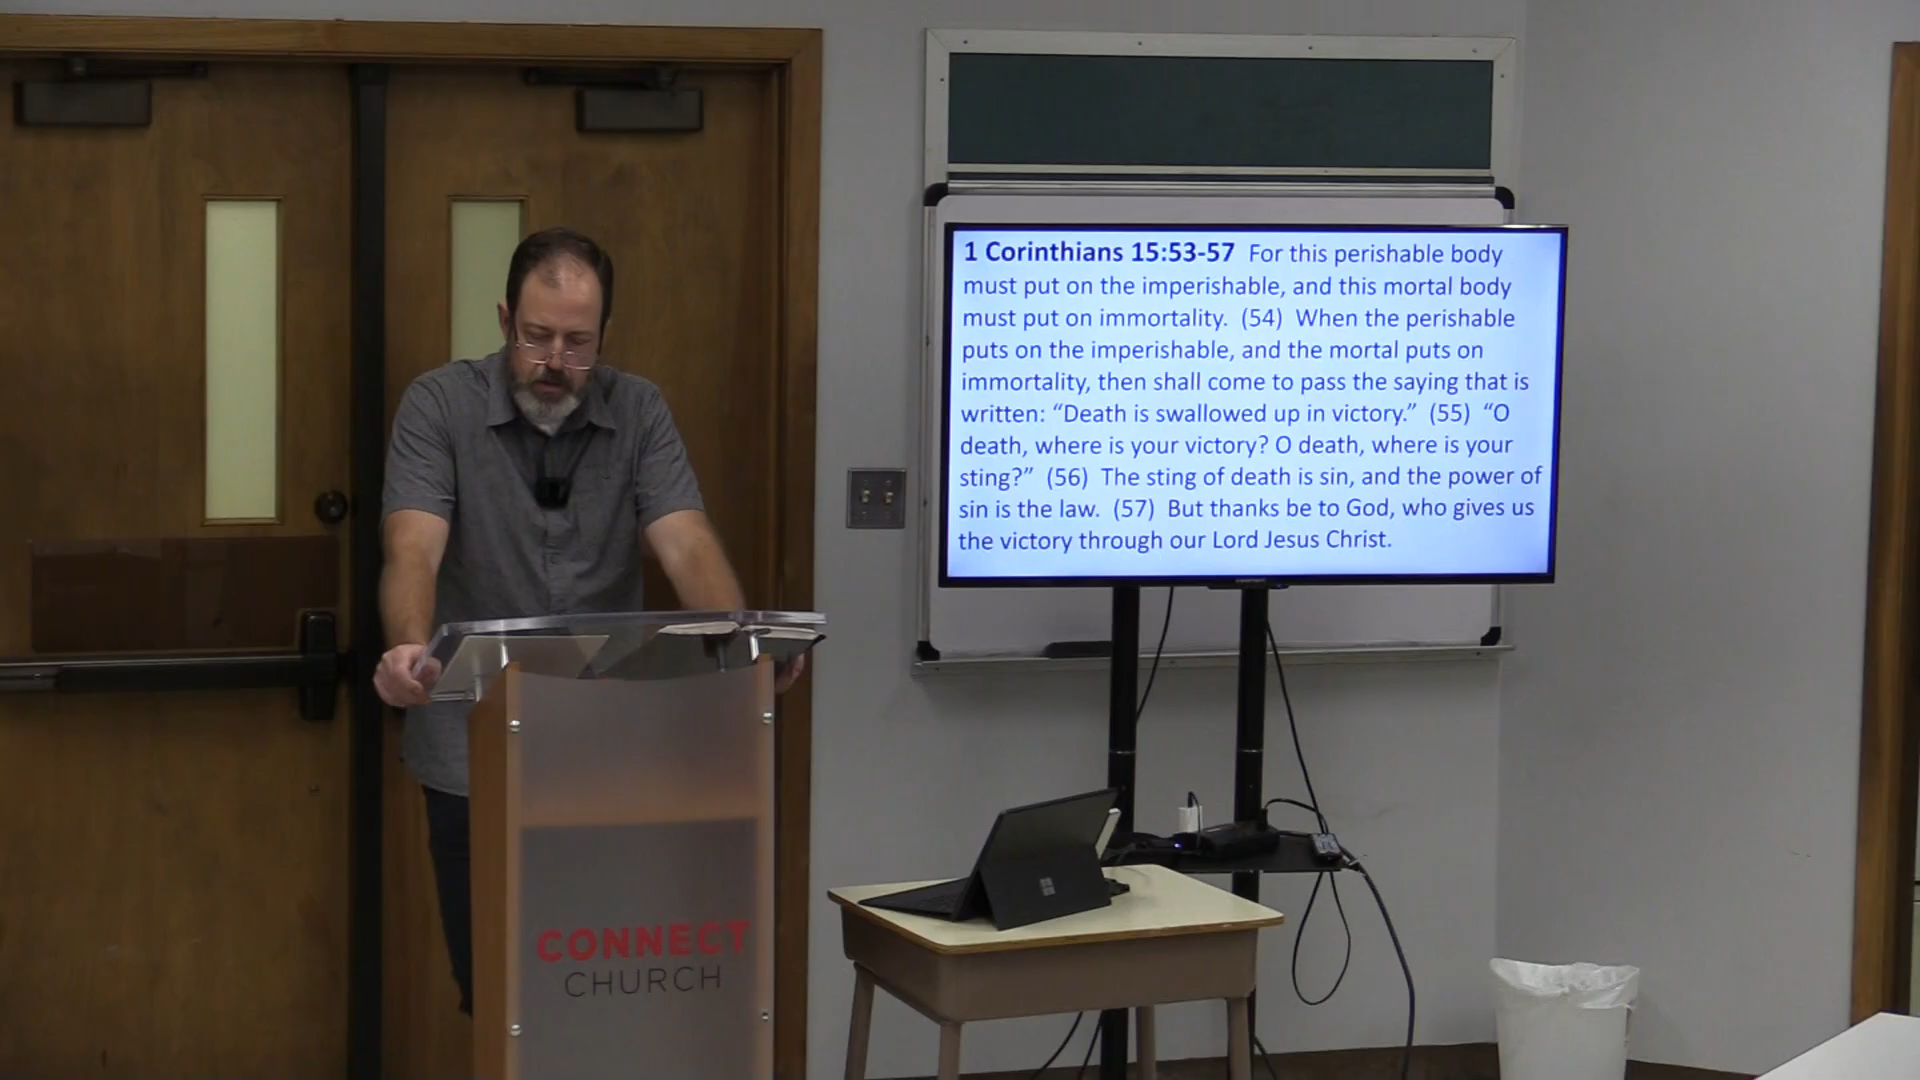 1 Corinthians 15:53-57 For this perishable body
must put on the imperishable, and this mortal body
must put on immortality. (54) When the perishable
puts on the imperishable, and the mortal puts on
immortality, then shall come to pass the saying that is
written: “Death is swallowed up in victory.” (55) “O
death, where is your victory? O death, where is your
sting?” (56) The sting of death is sin, and the power of
sin is the law. (57) But thanks be to God, who gives us
the victory through our Lord Jesus Christ.
CONNECT
CHURCH